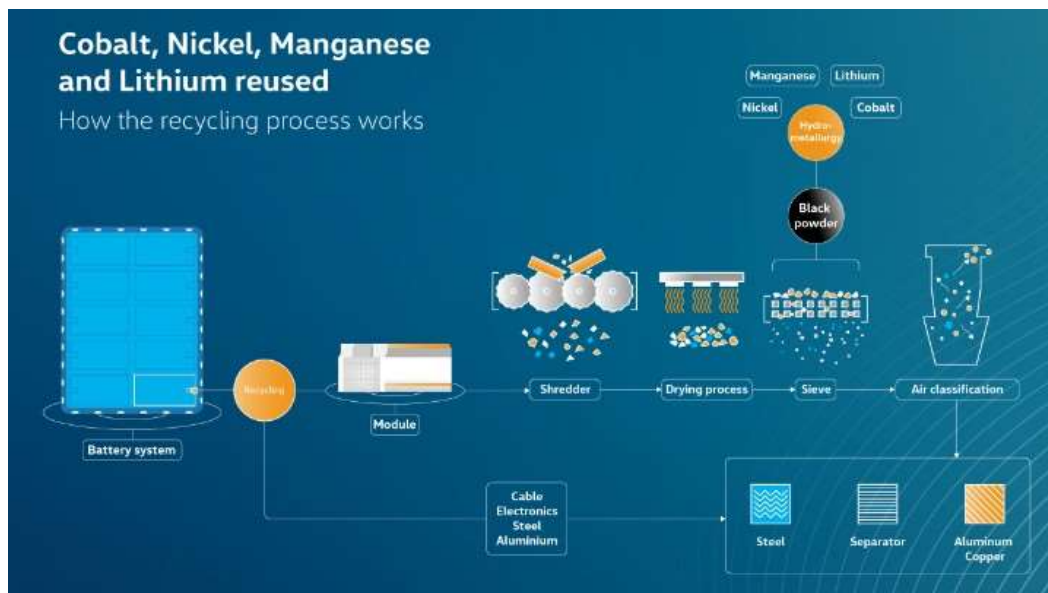 Cobalt, Nickel, Manganese
and Lithium reused
How the recycling process works
Manganese
Lithium
Nickel
Cobalt
Hydro-
metallurgy
Black
powder
Recycling
Battery system
Module
Shredder
Drying process
Sieve
Air classification
Cable
Electronics
Steel
Aluminium
Steel
Separator
Aluminum
Copper